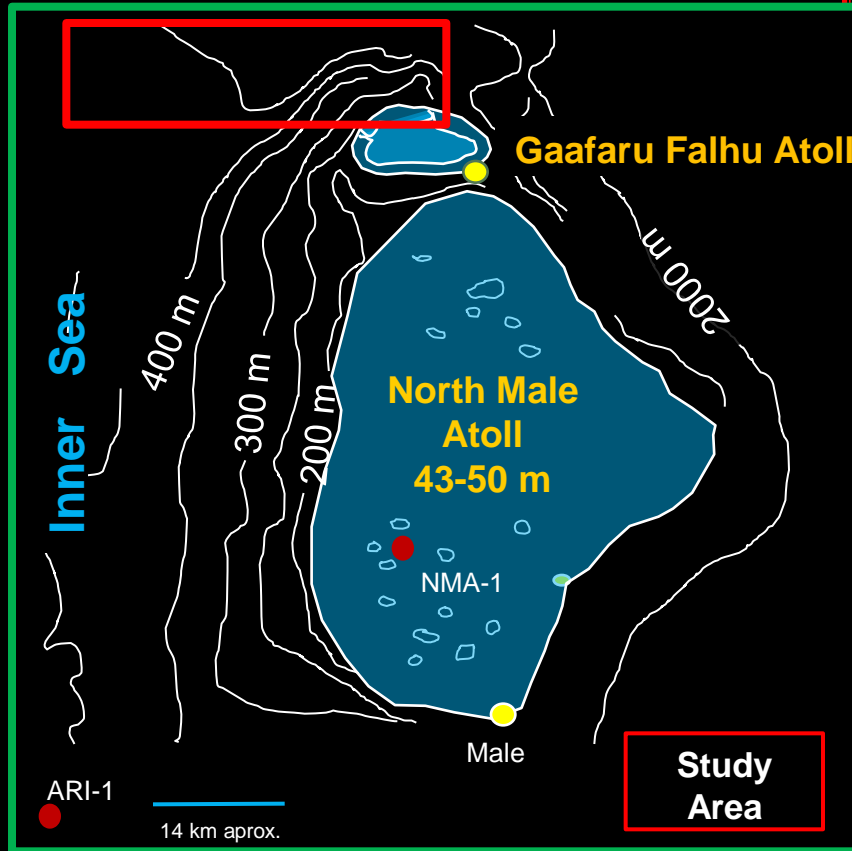 Gaafaru Falhu Atoll
2000 m
Inner Sea
400 m
300 m
200 m
North Male
Atoll
43-50 m
NMA-1
Male
ARI-1
14 km aprox.
Study
Area